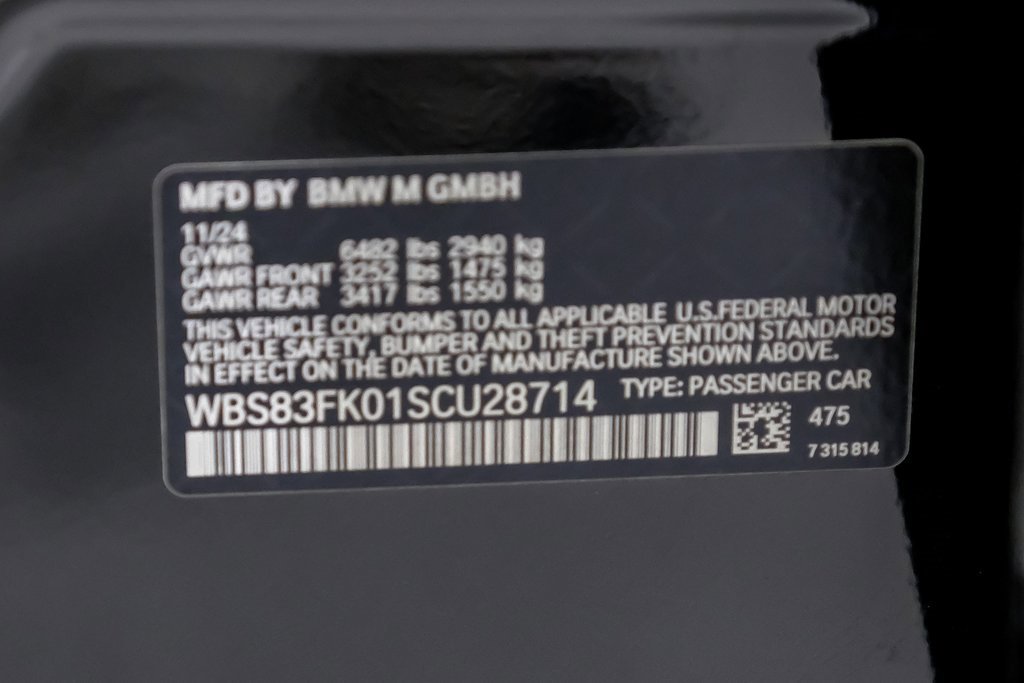 MFD BY BMW M GMBH
11/24
GVWR 6482 lbs 2940 kg
GAWR FRONT 3252 lbs 1475 kg
GAWR REAR 3417 lbs 1550 kg
THIS VEHICLE CONFORMS TO ALL APPLICABLE U.S.FEDERAL MOTOR
VEHICLE SAFETY, BUMPER AND THEFT PREVENTION STANDARDS
IN EFFECT ON THE DATE OF MANUFACTURE SHOWN ABOVE.
WBS83FK01SCU28714 TYPE: PASSENGER CAR
475
7 315 814